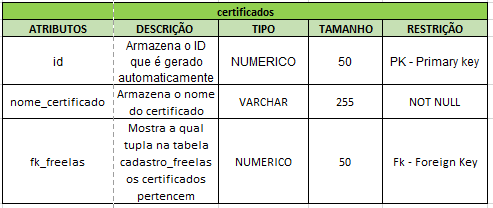 certificados
ATRIBUTOS DESCRIÇÃO TIPO TAMANHO RESTRIÇÃO
id Armazena o ID que é gerado automaticamente NUMERICO 50 PK - Primary key
nome_certificado Armazena o nome do certificado VARCHAR 255 NOT NULL
fk_freelas Mostra a qual tupla na tabela cadastro_freelas os certificados pertencem NUMERICO 50 Fk - Foreign Key